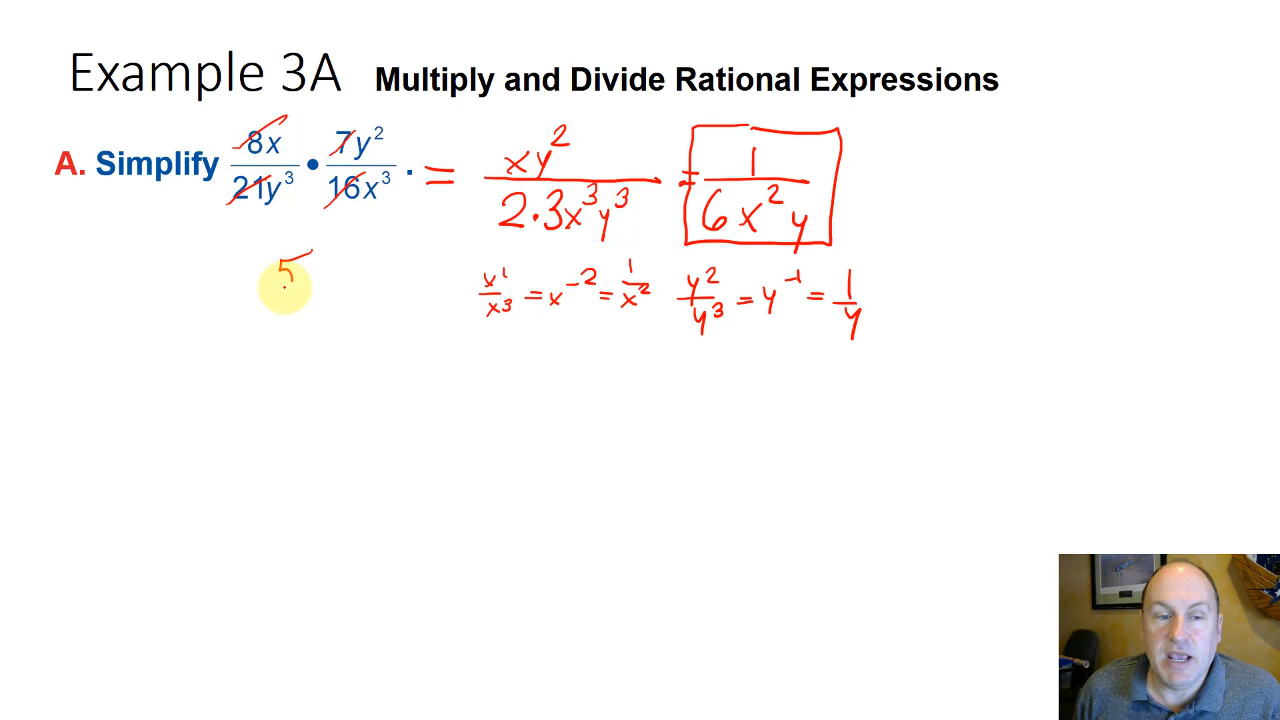 Example 3A Multiply and Divide Rational Expressions
A. Simplify 8x/21y³ • 7y²/16x³ . = xy²/2·3x³y³ = 1/6x²y
x¹/x³ = x⁻² = 1/x² y²/y³ = y⁻¹ = 1/y
5